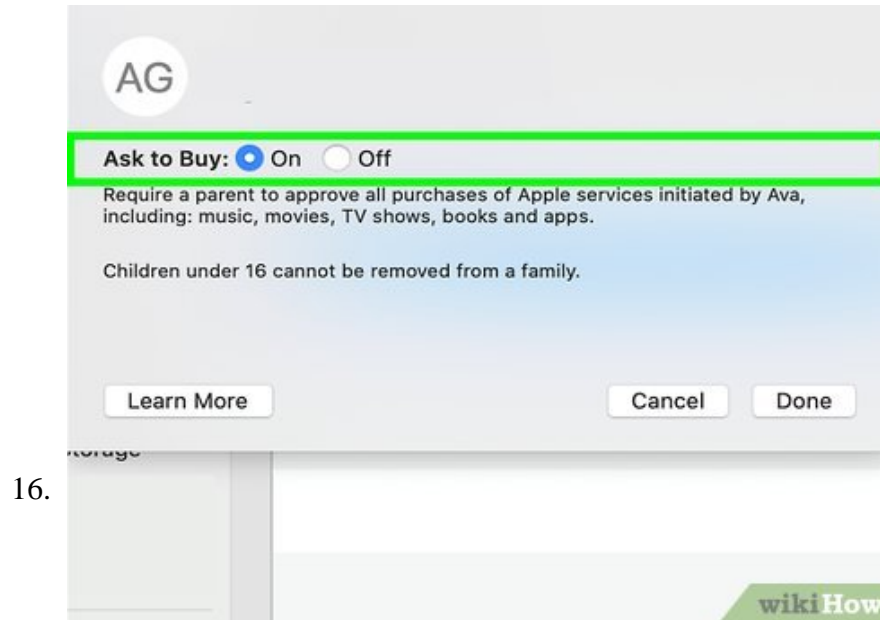 AG
Ask to Buy: On Off
Require a parent to approve all purchases of Apple services initiated by Ava,
including: music, movies, TV shows, books and apps.
Children under 16 cannot be removed from a family.
Learn More Cancel Done
16.
wikiHow